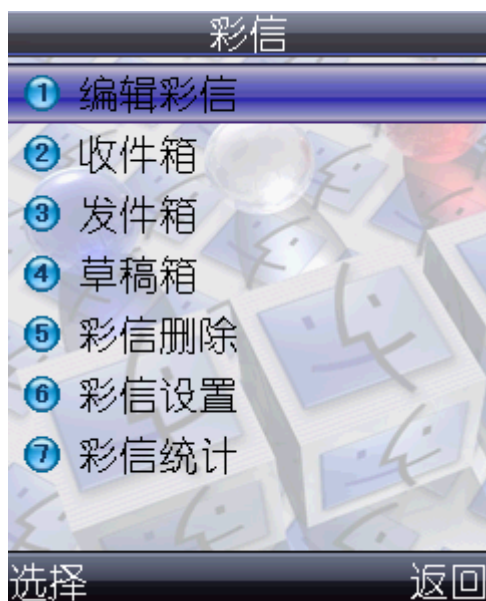 彩信
1 编辑彩信
2 收件箱
3 发件箱
4 草稿箱
5 彩信删除
6 彩信设置
7 彩信统计
选择 返回